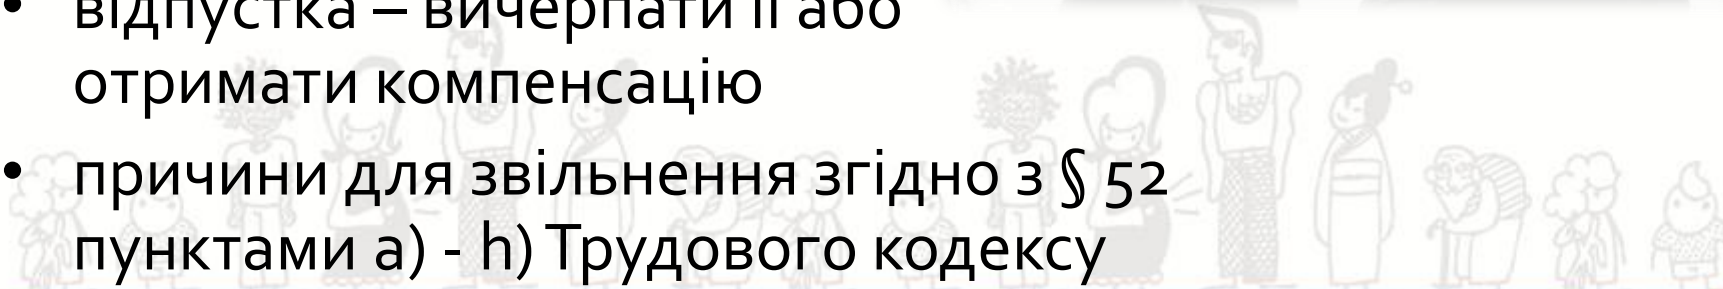 • відпустка – вичерпати її або
отримати компенсацію
• причини для звільнення згідно з § 52
пунктами a) - h) Трудового кодексу